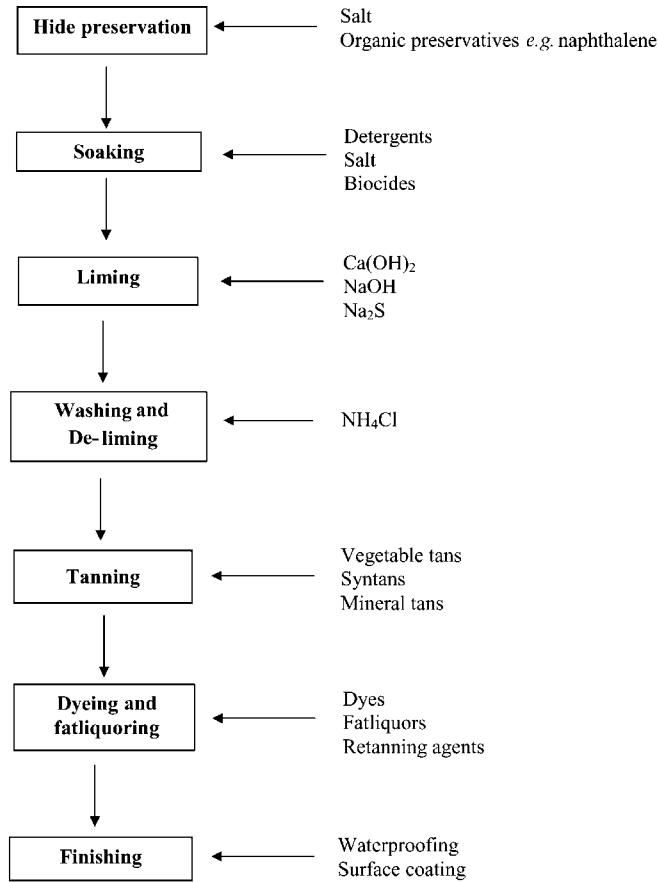 Hide preservation
Salt
Organic preservatives e.g. naphthalene
Soaking
Detergents
Salt
Biocides
Liming
Ca(OH)₂
NaOH
Na₂S
Washing and
De-liming
NH₄Cl
Tanning
Vegetable tans
Syntans
Mineral tans
Dyeing and
fatliquoring
Dyes
Fatliquors
Retanning agents
Finishing
Waterproofing
Surface coating